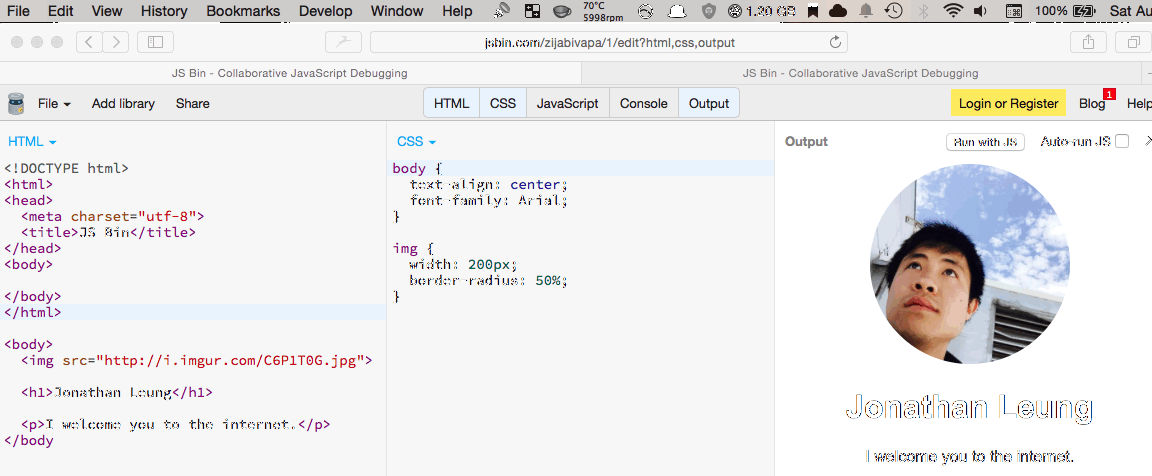 File Edit View History Bookmarks Develop Window Help 70°C 5998rpm 1.20 GB 100% Sat Au
jsbin.com/zijabivapa/1/edit?html,css,output
JS Bin - Collaborative JavaScript Debugging JS Bin - Collaborative JavaScript Debugging
File Add library Share HTML CSS JavaScript Console Output Login or Register Blog 1 Help
HTML
<!DOCTYPE html>
<html>
<head>
  <meta charset="utf-8">
  <title>JS Bin</title>
</head>
<body>

</body>
</html>

<body>
  <img src="http://i.imgur.com/C6P1T0G.jpg">

  <h1>Jonathan Leung</h1>

  <p>I welcome you to the internet.</p>
</body
CSS
body {
  text-align: center;
  font-family: Arial;
}

img {
  width: 200px;
  border-radius: 50%;
}
Output Run with JS Auto-run JS
Jonathan Leung
I welcome you to the internet.